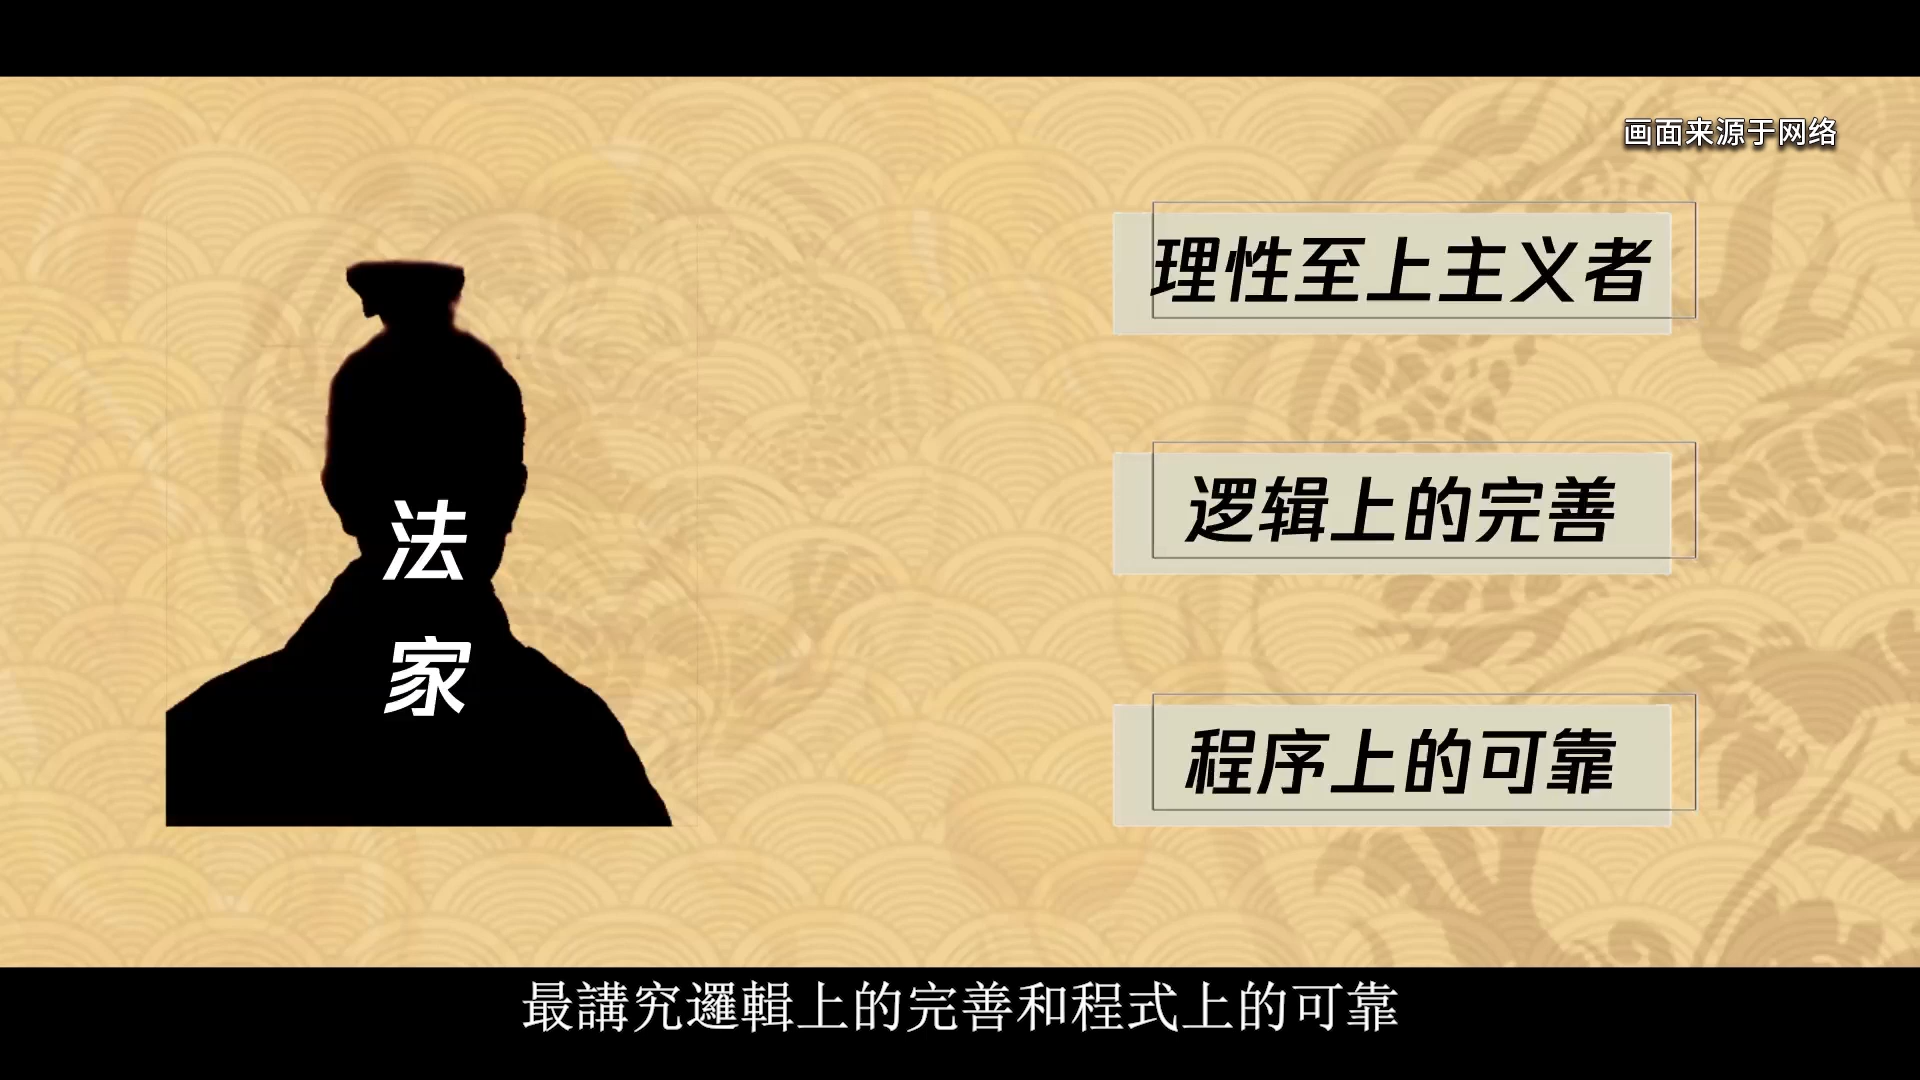 画面来源于网络
法
家
理性至上主义者
逻辑上的完善
程序上的可靠
最講究邏輯上的完善和程式上的可靠